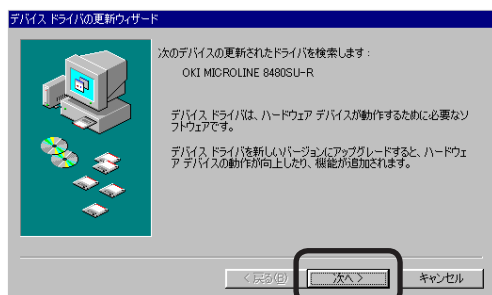 デバイス ドライバの更新ウィザード
次のデバイスの更新されたドライバを検索します:
OKI MICROLINE 8480SU-R
デバイス ドライバは、ハードウェア デバイスが動作するために必要なソ
フトウェアです。
デバイス ドライバを新しいバージョンにアップグレードすると、ハードウェ
ア デバイスの動作が向上したり、機能が追加されます。
< 戻る(B) 次へ > キャンセル